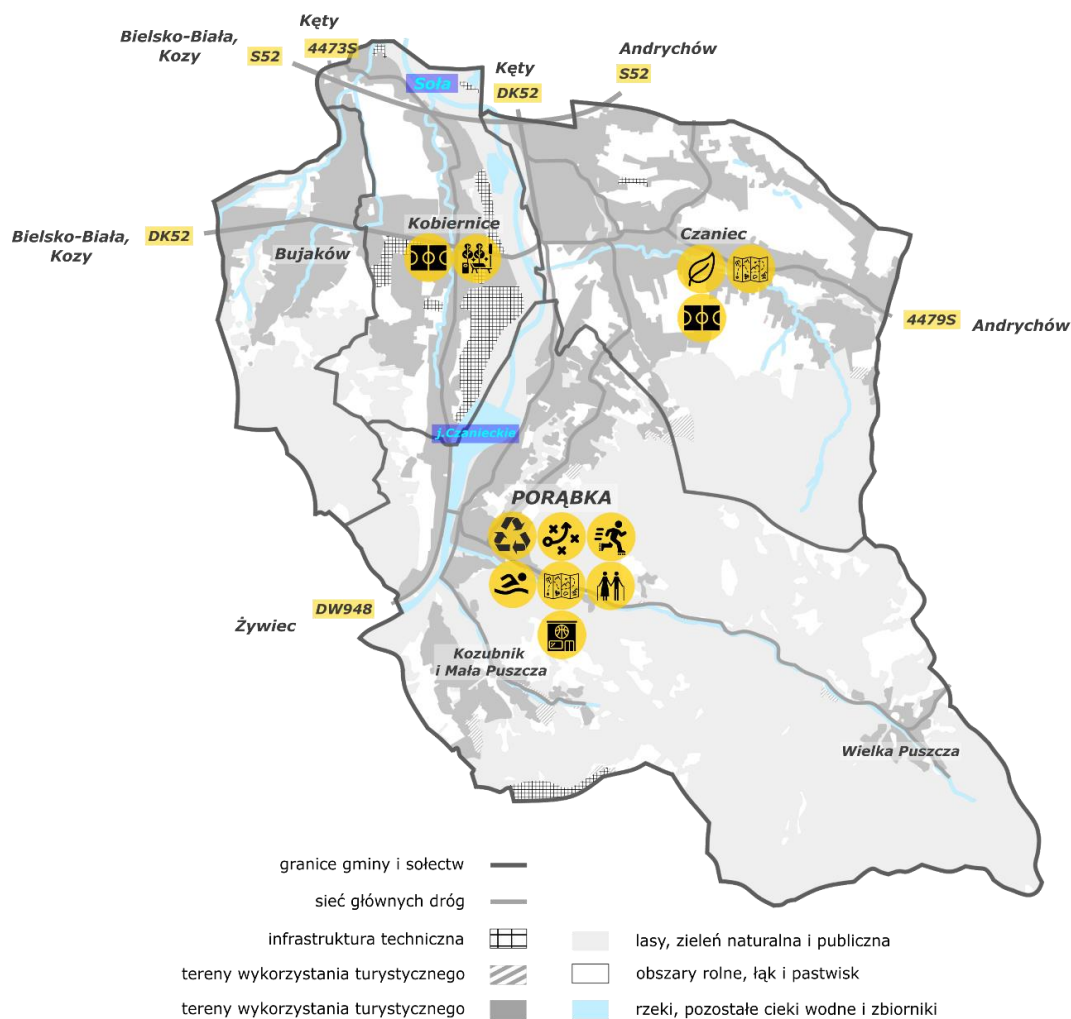 Kęty
Bielsko-Biała,
Kozy
S52
4473S
Soła
Kęty
DK52
Andrychów
S52
Bielsko-Biała,
Kozy
DK52
Bujaków
Kobiernice
Czaniec
4479S
Andrychów
j.Czanieckie
PORĄBKA
Żywiec
DW948
Kozubnik
i Mała Puszcza
Wielka Puszcza
granice gminy i sołectw
sieć głównych dróg
infrastruktura techniczna
tereny wykorzystania turystycznego
tereny wykorzystania turystycznego
lasy, zieleń naturalna i publiczna
obszary rolne, łąk i pastwisk
rzeki, pozostałe cieki wodne i zbiorniki